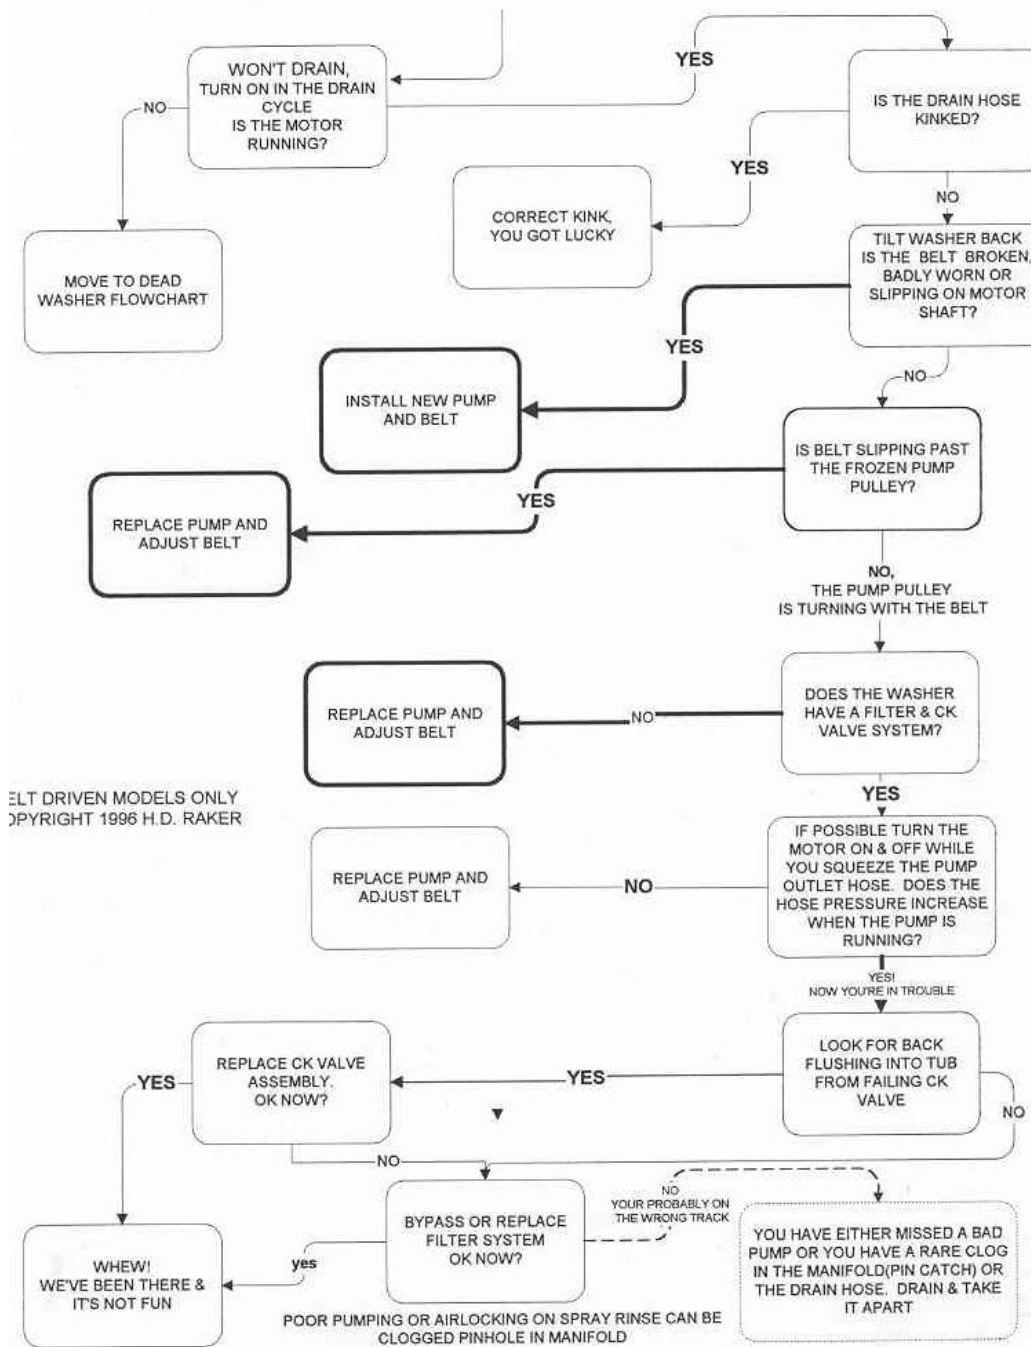 WON'T DRAIN,
TURN ON IN THE DRAIN
CYCLE
IS THE MOTOR
RUNNING?
YES
IS THE DRAIN HOSE
KINKED?
NO
YES
CORRECT KINK,
YOU GOT LUCKY
NO
MOVE TO DEAD
WASHER FLOWCHART
TILT WASHER BACK
IS THE BELT BROKEN,
BADLY WORN OR
SLIPPING ON MOTOR
SHAFT?
YES
NO
INSTALL NEW PUMP
AND BELT
IS BELT SLIPPING PAST
THE FROZEN PUMP
PULLEY?
YES
REPLACE PUMP AND
ADJUST BELT
NO,
THE PUMP PULLEY
IS TURNING WITH THE BELT
DOES THE WASHER
HAVE A FILTER & CK
VALVE SYSTEM?
NO
REPLACE PUMP AND
ADJUST BELT
YES
ELT DRIVEN MODELS ONLY
OPYRIGHT 1996 H.D. RAKER
IF POSSIBLE TURN THE
MOTOR ON & OFF WHILE
YOU SQUEEZE THE PUMP
OUTLET HOSE. DOES THE
HOSE PRESSURE INCREASE
WHEN THE PUMP IS
RUNNING?
NO
REPLACE PUMP AND
ADJUST BELT
YES!
NOW YOU'RE IN TROUBLE
LOOK FOR BACK
FLUSHING INTO TUB
FROM FAILING CK
VALVE
YES
NO
REPLACE CK VALVE
ASSEMBLY.
OK NOW?
YES
NO
BYPASS OR REPLACE
FILTER SYSTEM
OK NOW?
NO
YOUR PROBABLY ON
THE WRONG TRACK
YOU HAVE EITHER MISSED A BAD
PUMP OR YOU HAVE A RARE CLOG
IN THE MANIFOLD(PIN CATCH) OR
THE DRAIN HOSE. DRAIN & TAKE
IT APART
yes
WHEW!
WE'VE BEEN THERE &
IT'S NOT FUN
POOR PUMPING OR AIRLOCKING ON SPRAY RINSE CAN BE
CLOGGED PINHOLE IN MANIFOLD